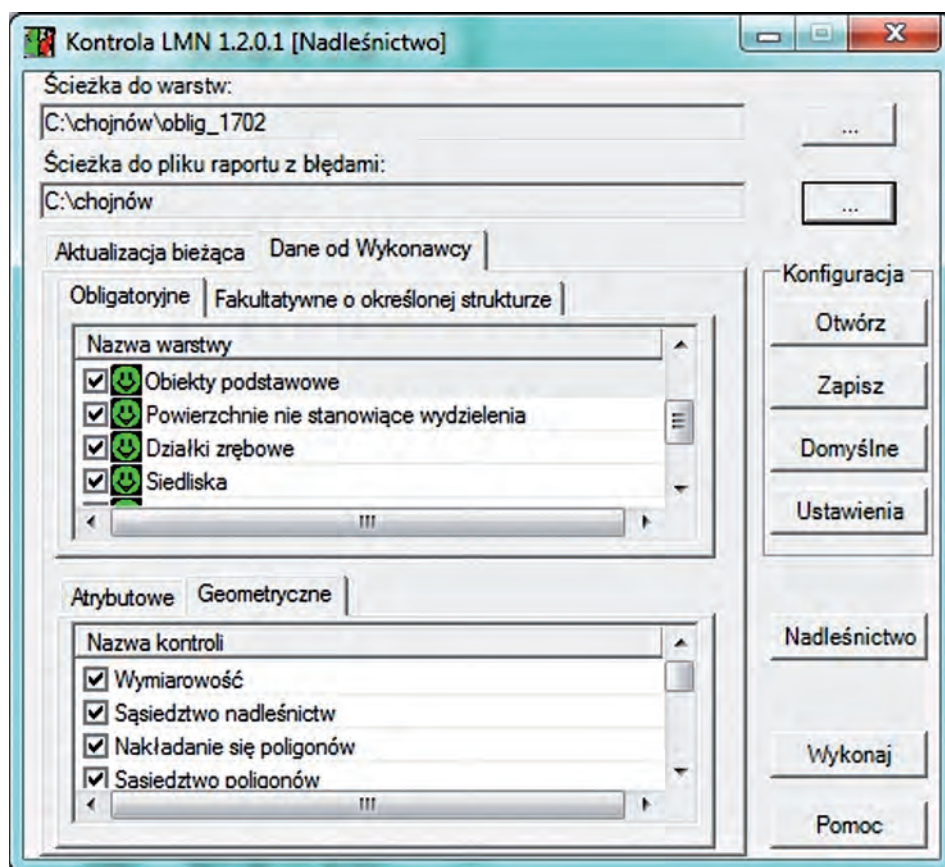 Kontrola LMN 1.2.0.1 [Nadleśnictwo]
Ścieżka do warstw:
C:\chojnów\oblig_1702
...
Ścieżka do pliku raportu z błędami:
C:\chojnów
...
Aktualizacja bieżąca Dane od Wykonawcy
Obligatoryjne Fakultatywne o określonej strukturze
Nazwa warstwy
Obiekty podstawowe
Powierzchnie nie stanowiące wydzielenia
Działki zrębowe
Siedliska
Atrybutowe Geometryczne
Nazwa kontroli
Wymiarowość
Sąsiedztwo nadleśnictw
Nakładanie się poligonów
Sąsiedztwo poligonów
Konfiguracja
Otwórz
Zapisz
Domyślne
Ustawienia
Nadleśnictwo
Wykonaj
Pomoc